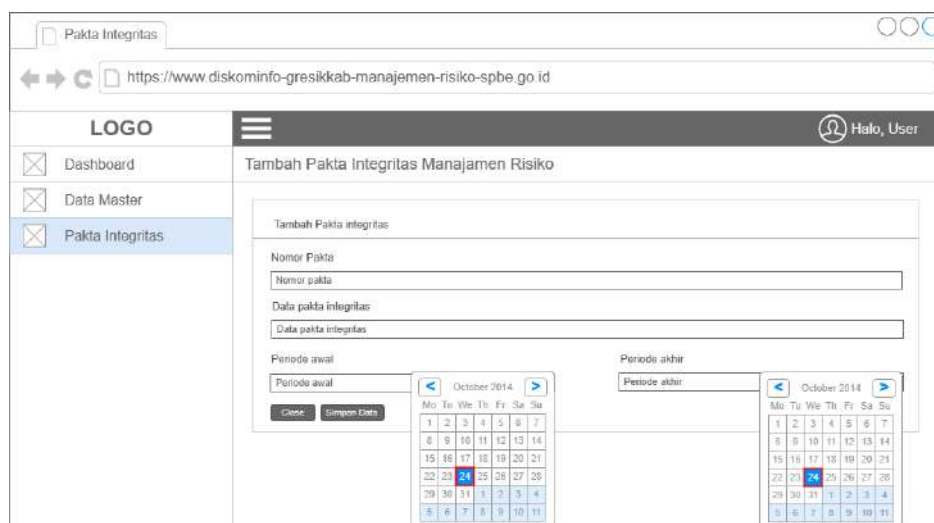 Pakta Integritas
https://www.diskominfo-gresikkab-manajemen-risiko-spbe.go.id
LOGO
Halo, User
Dashboard
Tambah Pakta Integritas Manajamen Risiko
Data Master
Pakta Integritas
Tambah Pakta integritas
Nomor Pakta
Nomor pakta
Data pakta integritas
Data pakta integritas
Periode awal
Periode akhir
Periode awal
Periode akhir
Close
Simpan Data
< October 2014 >
Mo Tu We Th Fr Sa Su
1 2 3 4 5 6 7
8 9 10 11 12 13 14
15 16 17 18 19 20 21
22 23 24 25 26 27 28
29 30 31 1 2 3 4
5 6 7 8 9 10 11
< October 2014 >
Mo Tu We Th Fr Sa Su
1 2 3 4 5 6 7
8 9 10 11 12 13 14
15 16 17 18 19 20 21
22 23 24 25 26 27 28
29 30 31 1 2 3 4
5 6 7 8 9 10 11